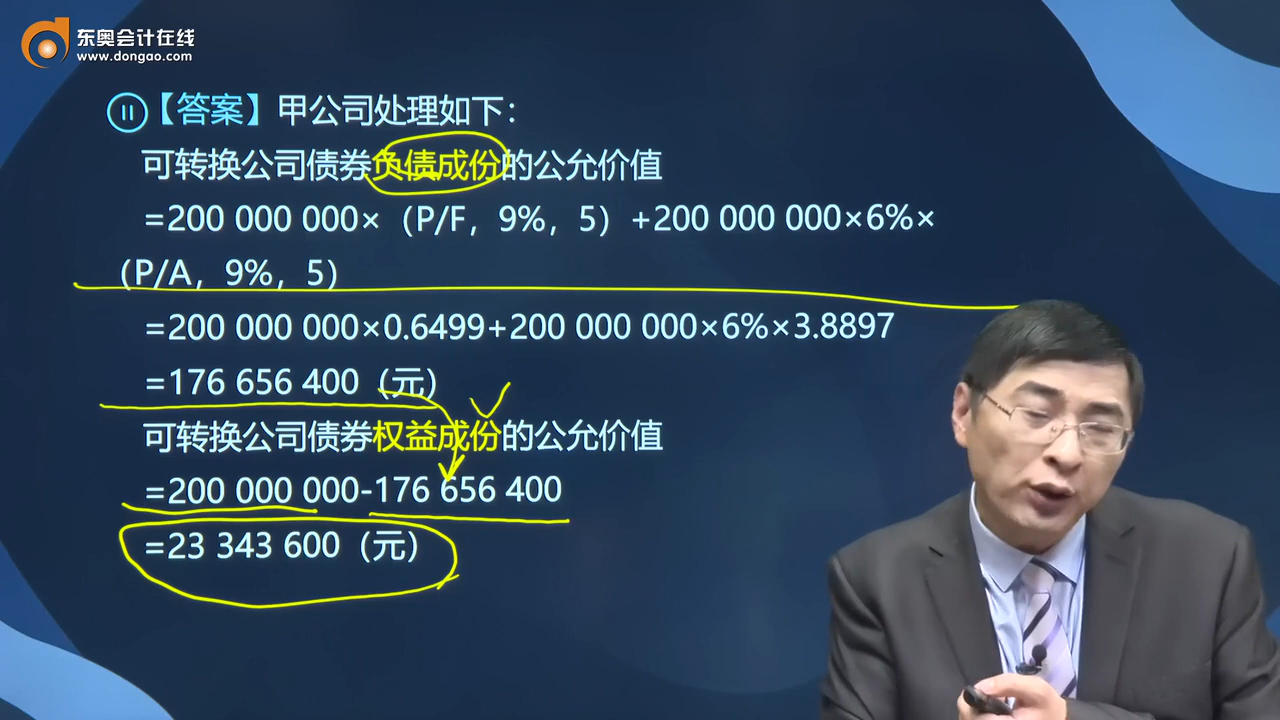 东奥会计在线
www.dongao.com
【答案】甲公司处理如下：
可转换公司债券负债成份的公允价值
=200 000 000×（P/F，9%，5）+200 000 000×6%×
（P/A，9%，5）
=200 000 000×0.6499+200 000 000×6%×3.8897
=176 656 400（元）
可转换公司债券权益成份的公允价值
=200 000 000-176 656 400
=23 343 600（元）